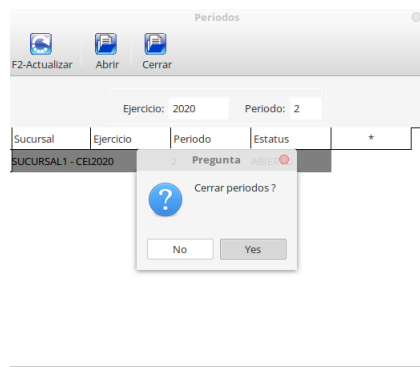 Periodos
F2-Actualizar Abrir Cerrar
Ejercicio: 2020 Periodo: 2
Sucursal Ejercicio Periodo Estatus *
SUCURSAL1 - CEL2020 2
Pregunta
Cerrar periodos ?
No Yes